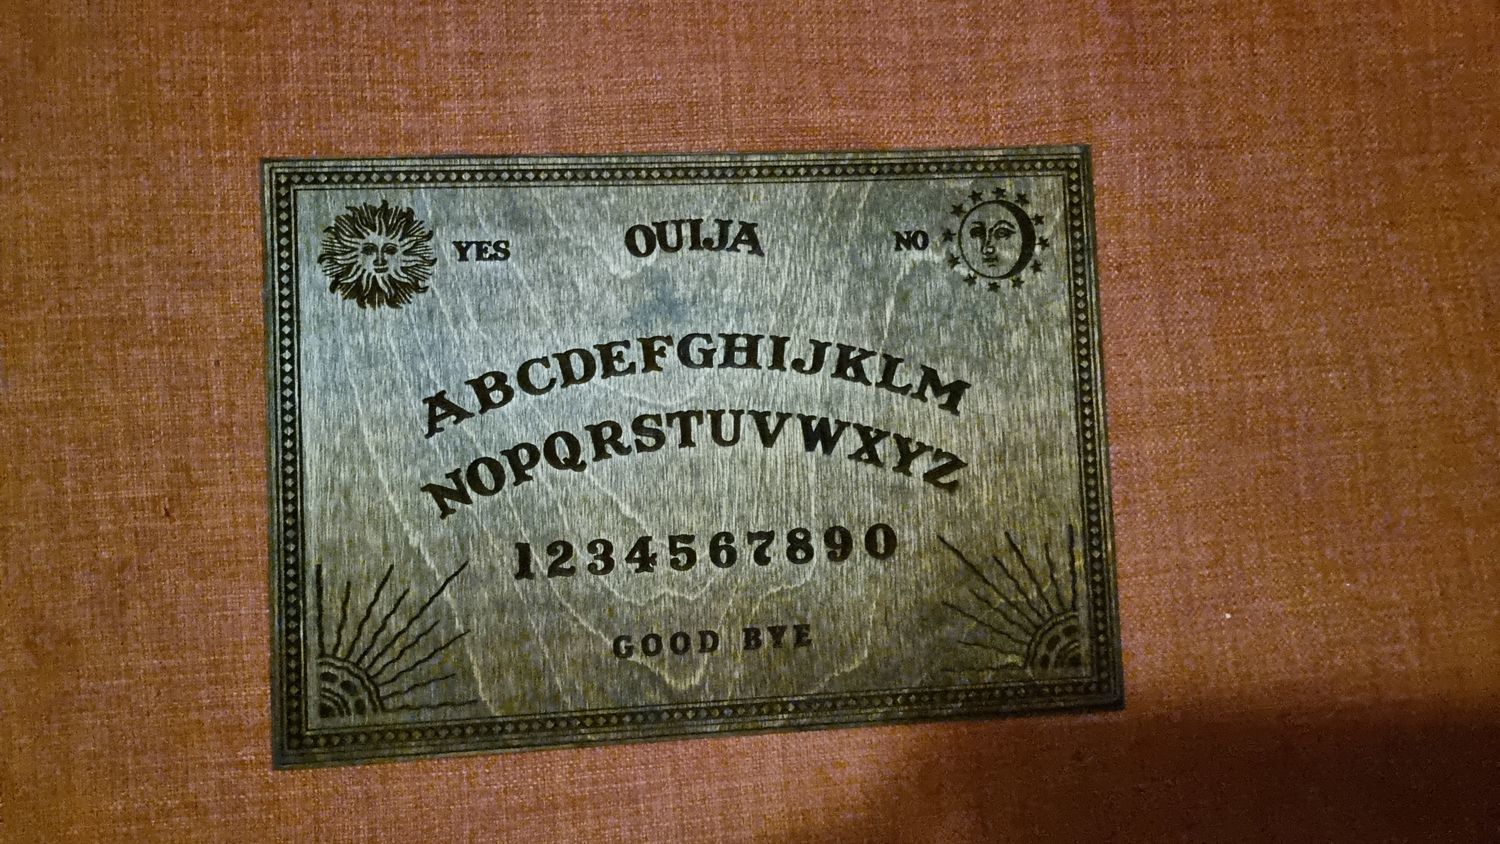 YES OUIJA NO
ABCDEFGHIJKLM
NOPQRSTUVWXYZ
1234567890
GOOD BYE